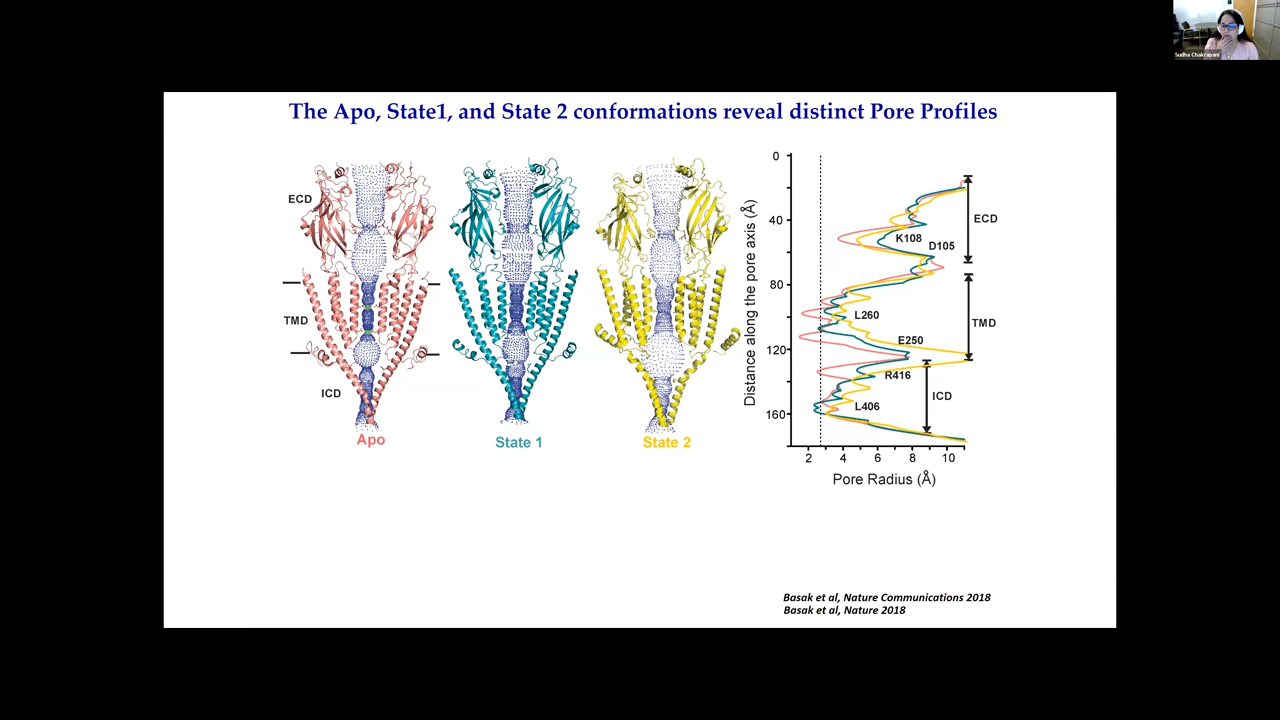 Sudha Chakrapani
The Apo, State1, and State 2 conformations reveal distinct Pore Profiles
ECD
TMD
ICD
Apo
State 1
State 2
Distance along the pore axis (Å)
0
40
80
120
160
K108
D105
L260
E250
R416
L406
ECD
TMD
ICD
2
4
6
8
10
Pore Radius (Å)
Basak et al, Nature Communications 2018
Basak et al, Nature 2018